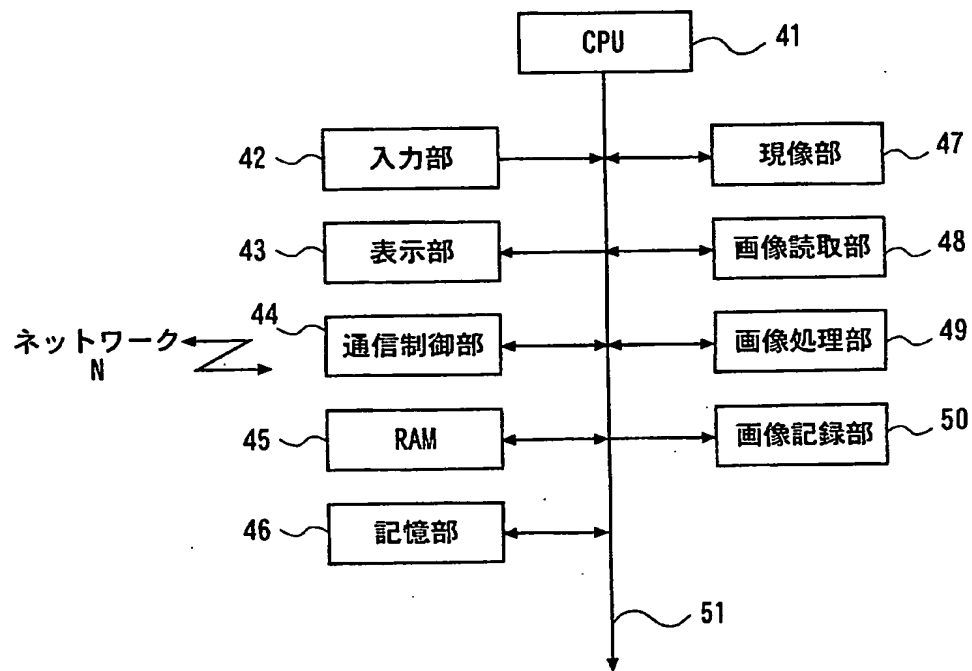 CPU
41
42
入力部
現像部
47
43
表示部
画像読取部
48
ネットワーク
N
44
通信制御部
画像処理部
49
45
RAM
画像記録部
50
46
記憶部
51